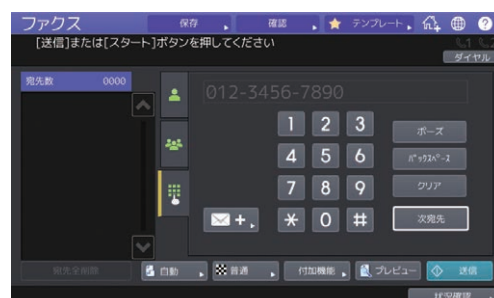 ファクス 保存 確認 テンプレート ?
[送信]または[スタート]ボタンを押してください
ダイヤル
宛先数 0000
012-3456-7890
1 2 3 ポーズ
4 5 6 ﾊﾞｯｸｽﾍﾟｰｽ
7 8 9 クリア
+ * 0 # 次宛先
宛先全削除 自動 普通 付加機能 プレビュー 送信
状況確認